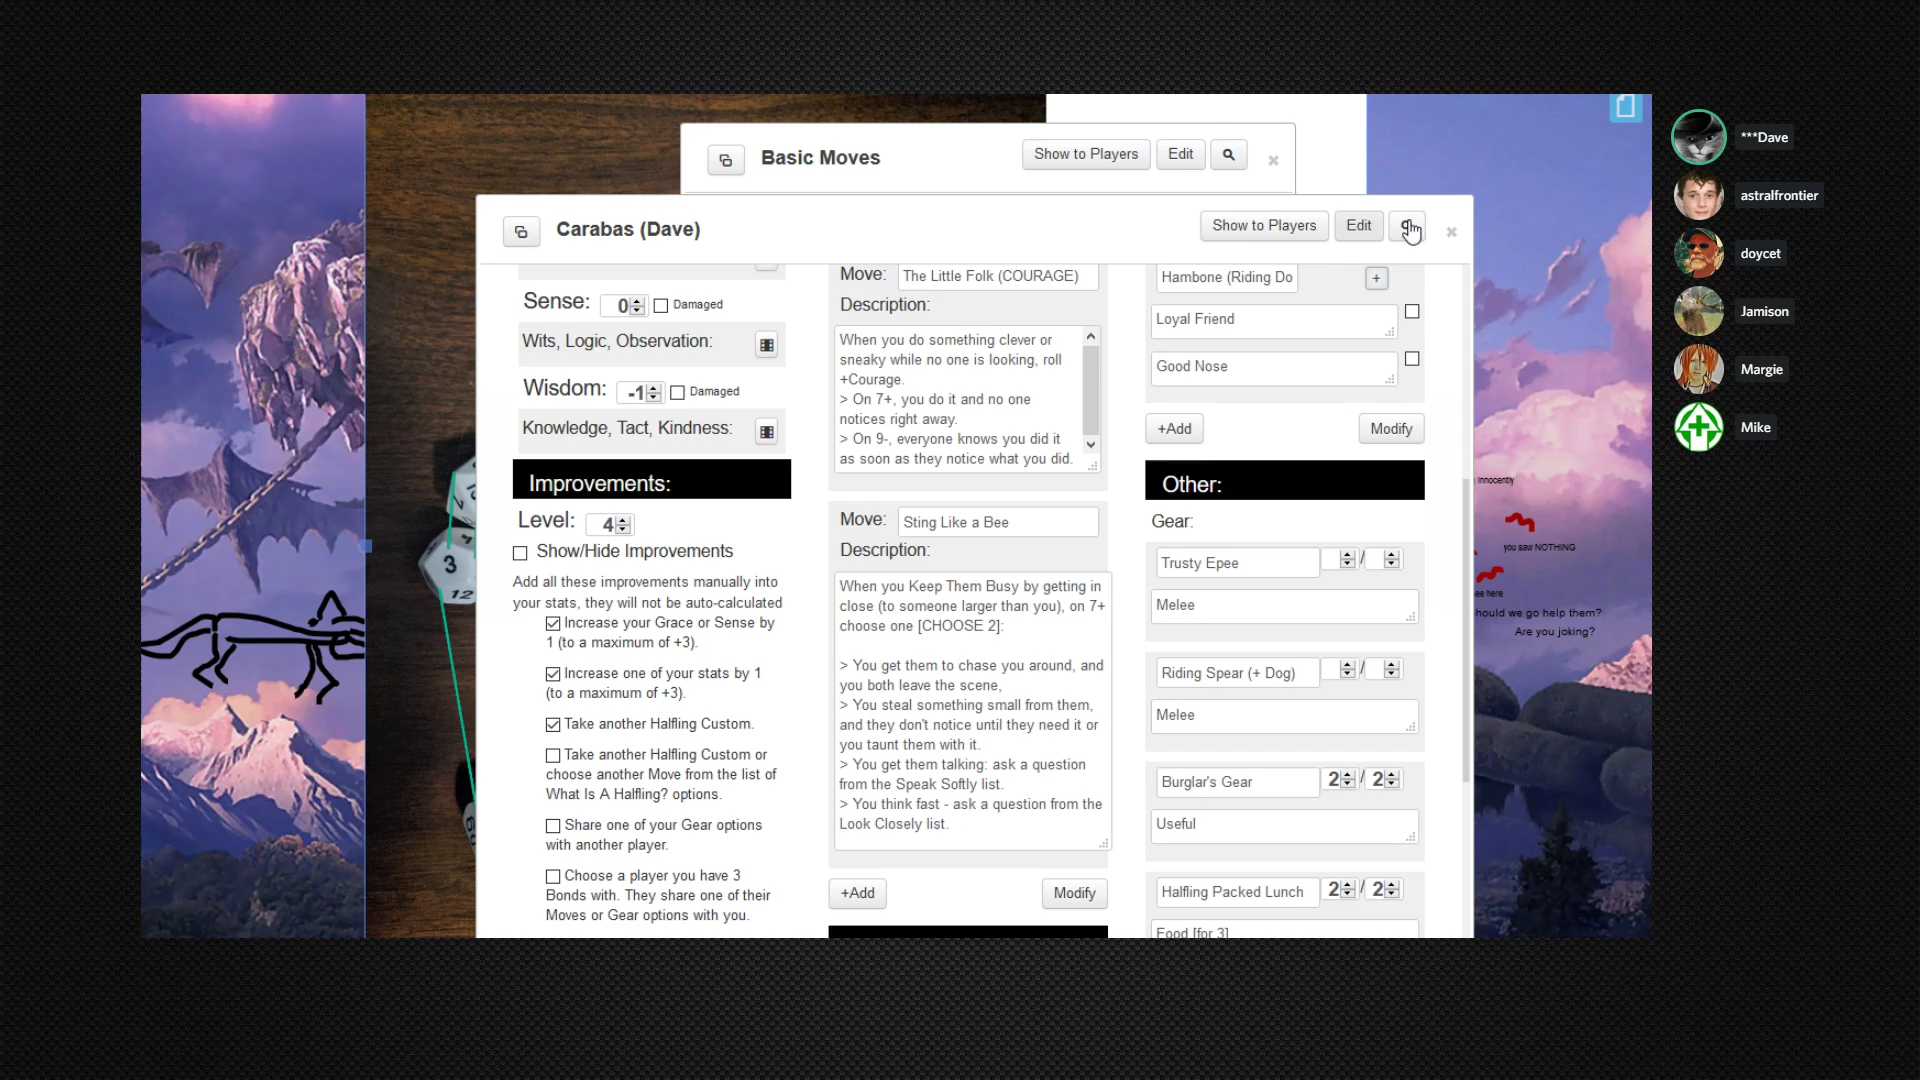 Basic Moves
Show to Players
Edit
Carabas (Dave)
Show to Players
Edit
Sense: 0 Damaged
Wits, Logic, Observation:
Wisdom: -1 Damaged
Knowledge, Tact, Kindness:
Improvements:
Level: 4
Show/Hide Improvements
Add all these improvements manually into
your stats, they will not be auto-calculated
Increase your Grace or Sense by
1 (to a maximum of +3).
Increase one of your stats by 1
(to a maximum of +3).
Take another Halfling Custom.
Take another Halfling Custom or
choose another Move from the list of
What Is A Halfling? options.
Share one of your Gear options
with another player.
Choose a player you have 3
Bonds with. They share one of their
Moves or Gear options with you.
Move: The Little Folk (COURAGE)
Description:
When you do something clever or
sneaky while no one is looking, roll
+Courage.
> On 7+, you do it and no one
notices right away.
> On 9-, everyone knows you did it
as soon as they notice what you did.
Move: Sting Like a Bee
Description:
When you Keep Them Busy by getting in
close (to someone larger than you), on 7+
choose one [CHOOSE 2]:
> You get them to chase you around, and
you both leave the scene,
> You steal something small from them,
and they don't notice until they need it or
you taunt them with it.
> You get them talking: ask a question
from the Speak Softly list.
> You think fast - ask a question from the
Look Closely list.
+Add
Modify
Hambone (Riding Do
+
Loyal Friend
Good Nose
+Add
Modify
Other:
Gear:
Trusty Epee /
Melee
Riding Spear (+ Dog) /
Melee
Burglar's Gear 2 / 2
Useful
Halfling Packed Lunch 2 / 2
Food [for 3]
3
12
innocently
you saw NOTHING
ee here
hould we go help them?
Are you joking?
***Dave
astralfrontier
doycet
Jamison
Margie
Mike